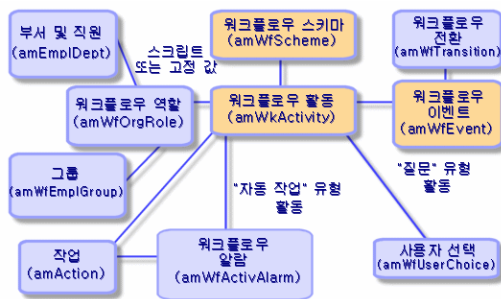 부서 및 직원
(amEmplDept)
스크립트
또는 고정 값
워크플로우 스키마
(amWfScheme)
워크플로우
전환
(amWfTransition)
워크플로우 역할
(amWfOrgRole)
워크플로우 활동
(amWkActivity)
워크플로우
이벤트
(amWfEvent)
그룹
(amWfEmplGroup)
"자동 작업" 유형
활동
"질문" 유형
활동
작업
(amAction)
워크플로우
알람
(amWfActivAlarm)
사용자 선택
(amWfUserChoice)